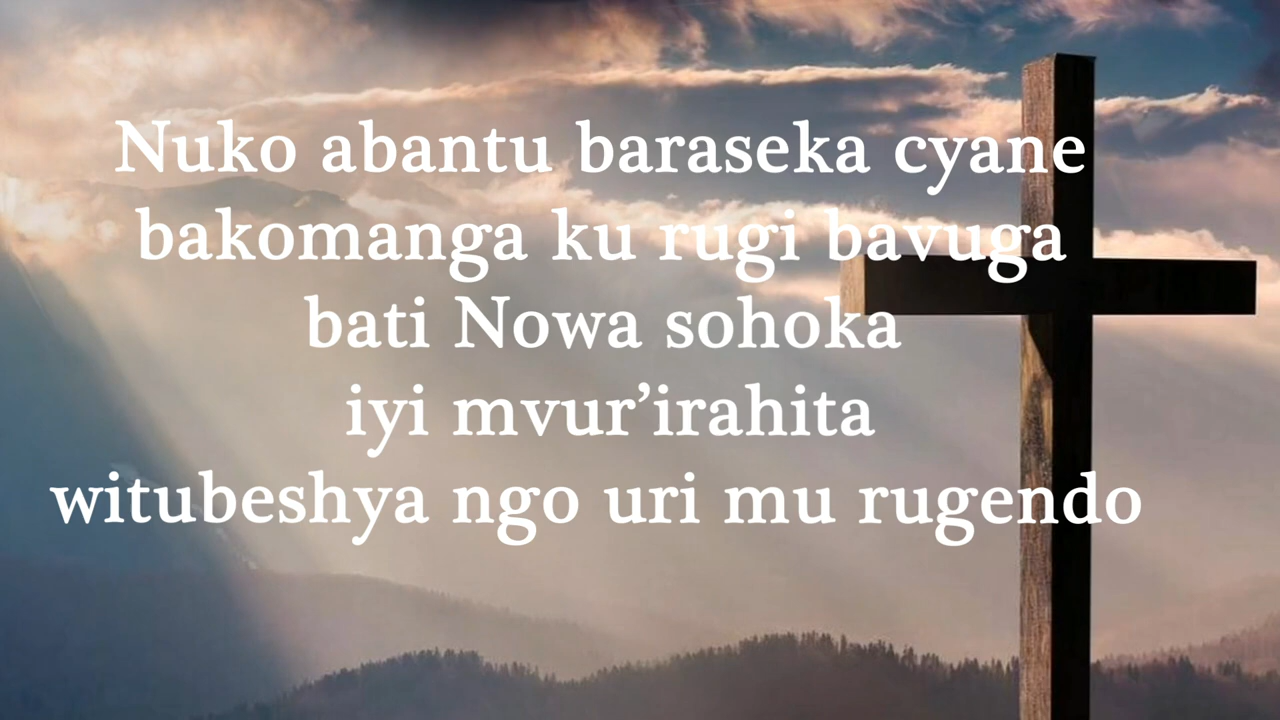 Nuko abantu baraseka cyane
bakomanga ku rugi bavuga
bati Nowa sohoka
iyi mvur’irahita
witubeshya ngo uri mu rugendo